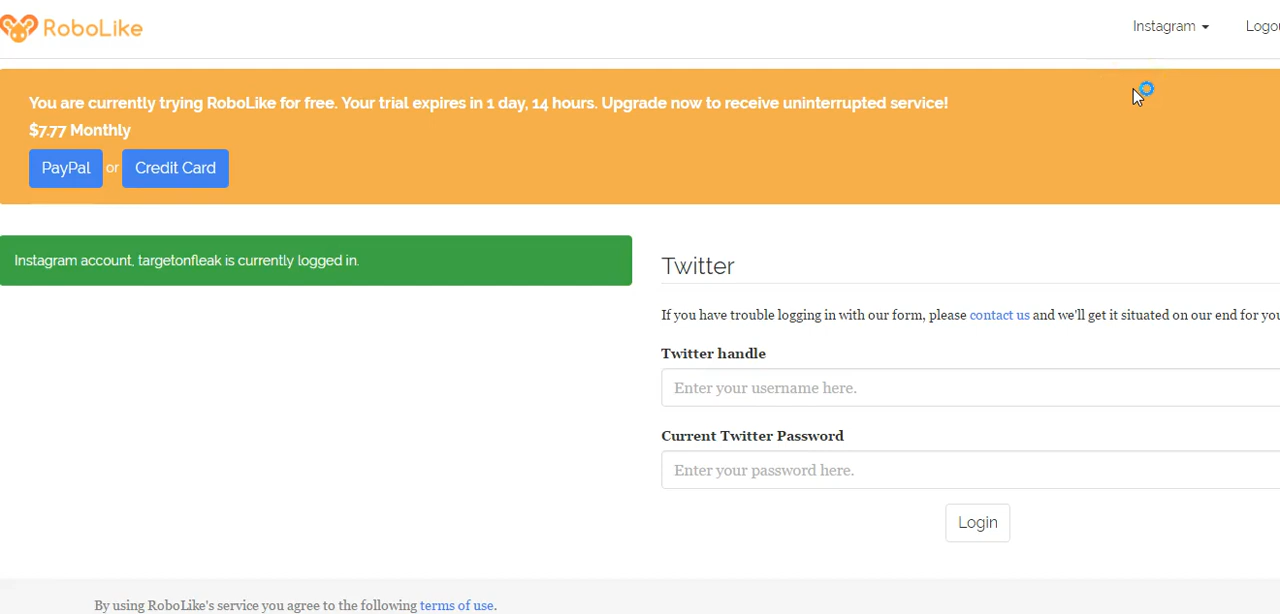 RoboLike
Instagram
You are currently trying RoboLike for free. Your trial expires in 1 day, 14 hours. Upgrade now to receive uninterrupted service!
$7.77 Monthly
PayPal or Credit Card
Instagram account, targetonfleak is currently logged in.
Twitter
If you have trouble logging in with our form, please contact us and we'll get it situated on our end for
Twitter handle
Enter your username here.
Current Twitter Password
Enter your password here.
Login
By using RoboLike's service you agree to the following terms of use.